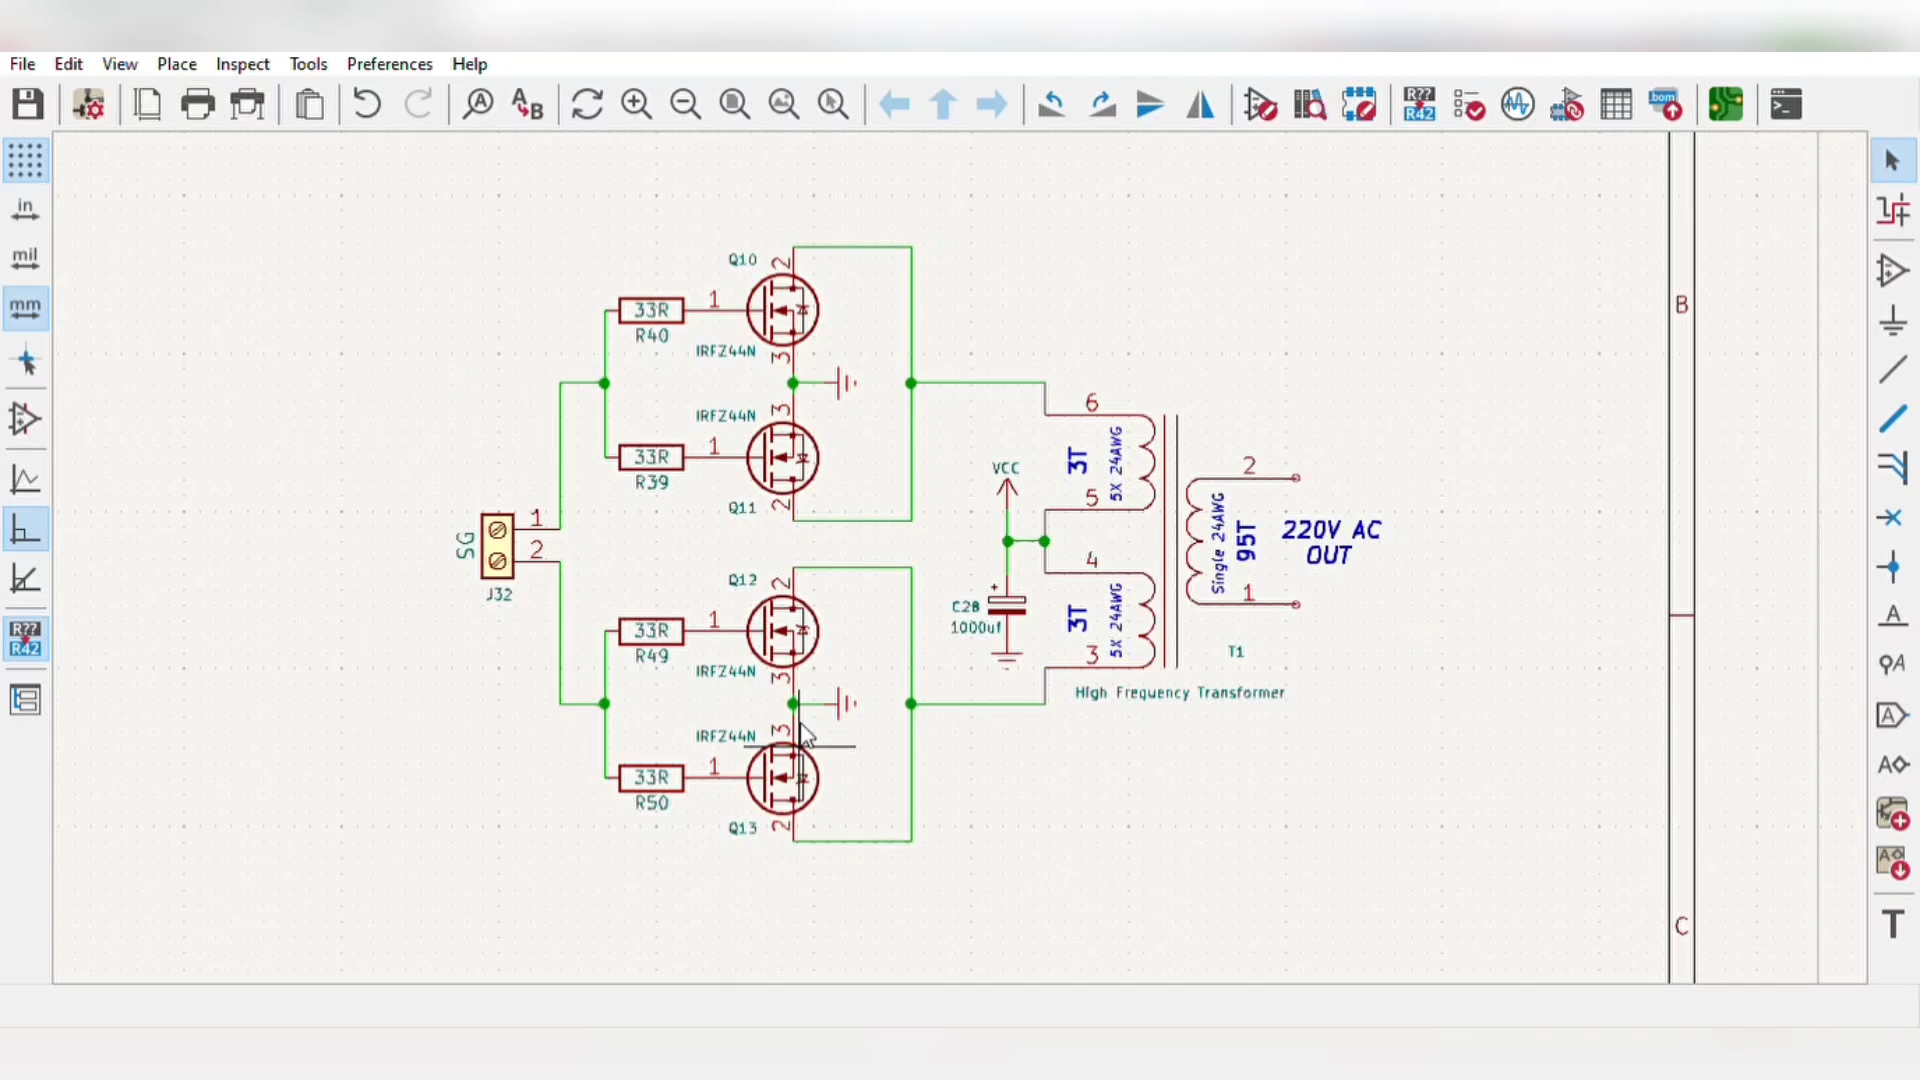 File Edit View Place Inspect Tools Preferences Help
A
A B
R??
R42
bom
in
mil
mm
R??
R42
B
C
A
A
A
A
A
T
Q10
2
33R
1
R40
IRFZ44N
3
IRFZ44N
3
33R
1
R39
Q11
2
SG
1
2
J32
Q12
2
33R
1
R49
IRFZ44N
3
IRFZ44N
3
33R
1
R50
Q13
2
VCC
+
C28
1000uf
6
3T
5X 24AWG
5
4
3T
5X 24AWG
3
2
Single 24AWG
95T
1
220V AC
OUT
T1
High Frequency Transformer